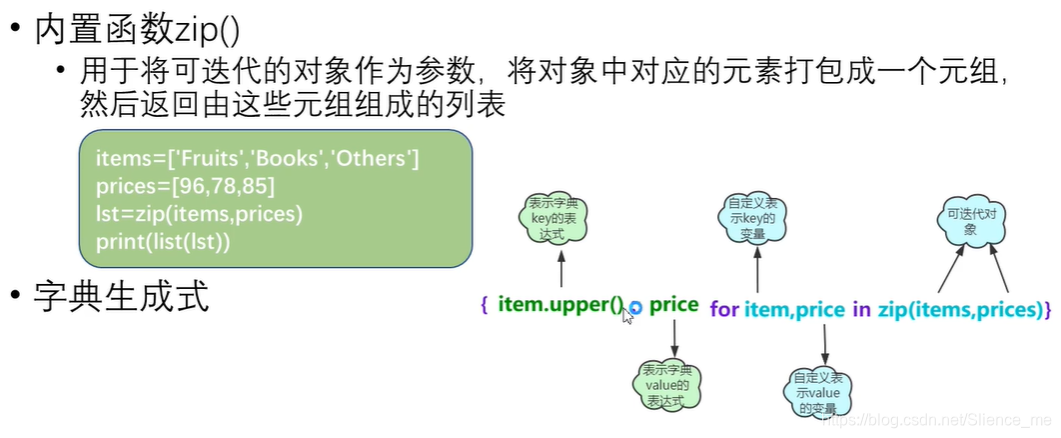 • 内置函数zip()
• 用于将可迭代的对象作为参数，将对象中对应的元素打包成一个元组，
然后返回由这些元组组成的列表
items=['Fruits','Books','Others']
prices=[96,78,85]
lst=zip(items,prices)
print(list(lst))
• 字典生成式
表示字典
key的表
达式
自定义表
示key的
变量
可迭代对
象
{ item.upper() price for item,price in zip(items,prices)}
表示字典
value的
表达式
自定义表
示value
的变量
https://blog.csdn.net/Slience_me